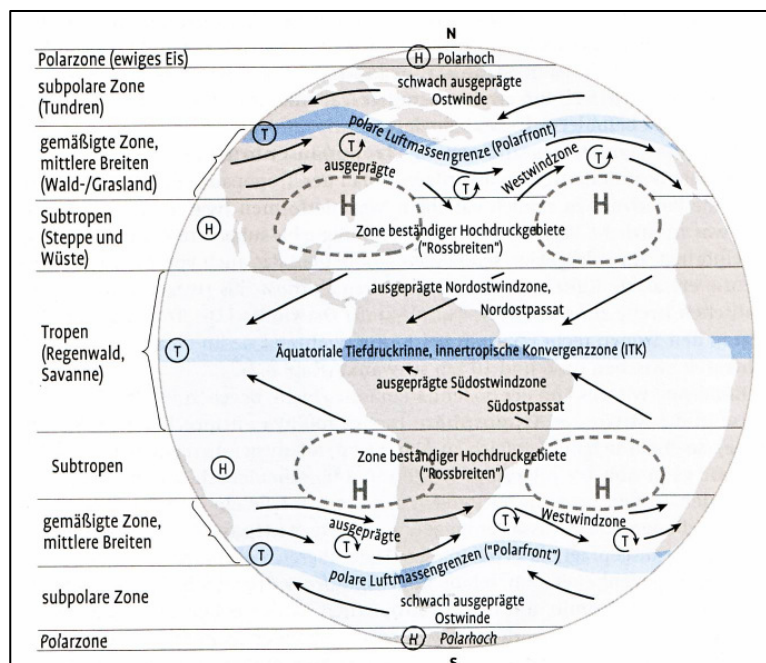 N
Polarzone (ewiges Eis)
H Polarhoch
subpolare Zone
(Tundren)
schwach ausgeprägte
Ostwinde
T
polare Luftmassengrenze (Polarfront)
gemäßigte Zone,
mittlere Breiten
(Wald-/Grasland)
T
ausgeprägte
T
Westwindzone
T
Subtropen
(Steppe und
Wüste)
H
H
H
Zone beständiger Hochdruckgebiete
("Rossbreiten")
ausgeprägte Nordostwindzone,
Nordostpassat
Tropen
(Regenwald,
Savanne)
T
Äquatoriale Tiefdruckrinne, innertropische Konvergenzzone (ITK)
ausgeprägte Südostwindzone
Südostpassat
Subtropen
H
Zone beständiger Hochdruckgebiete
("Rossbreiten")
H
H
gemäßigte Zone,
mittlere Breiten
ausgeprägte
T
T
Westwindzone
T
T
polare Luftmassengrenzen ("Polarfront")
subpolare Zone
schwach ausgeprägte
Ostwinde
Polarzone
H Polarhoch
S